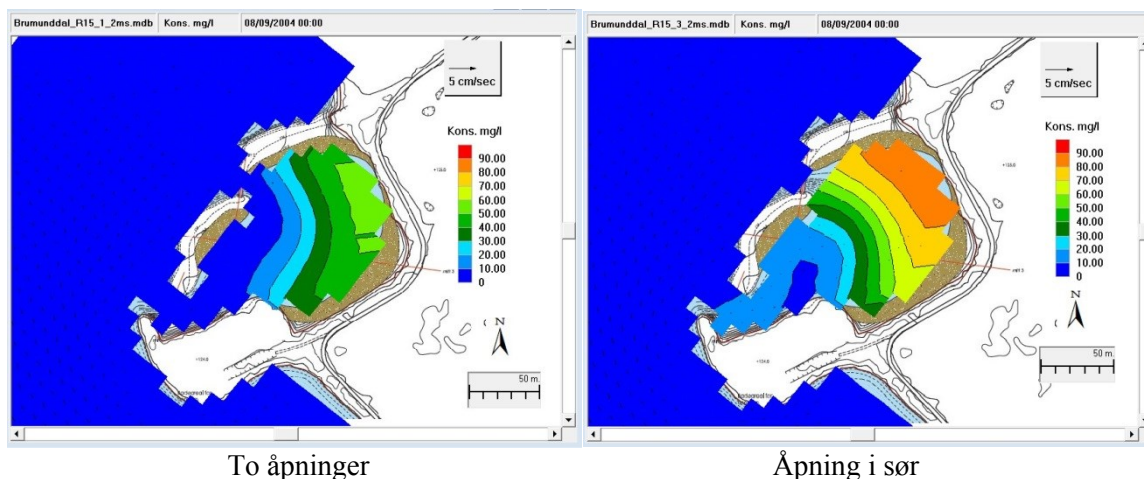 Brumunddal_R15_1_2ms.mdb Kons. mg/l 08/09/2004 00:00
5 cm/sec
Kons. mg/l
90.00
80.00
70.00
60.00
50.00
40.00
30.00
20.00
10.00
0
N
50 m
To åpninger
Brumunddal_R15_3_2ms.mdb Kons. mg/l 08/09/2004 00:00
5 cm/sec
Kons. mg/l
90.00
80.00
70.00
60.00
50.00
40.00
30.00
20.00
10.00
0
N
50 m
Åpning i sør